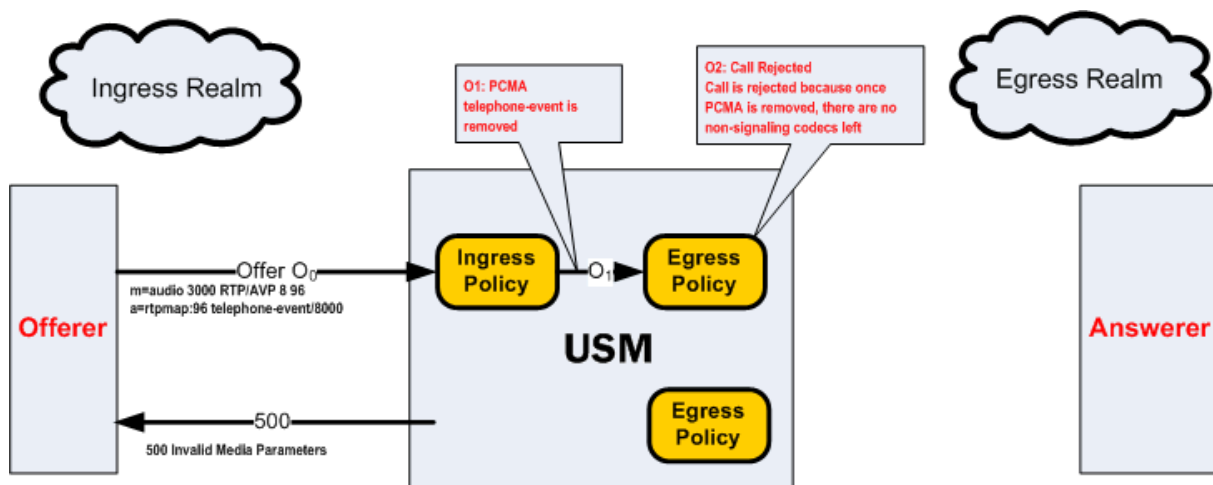 Ingress Realm
Egress Realm
O1: PCMA
telephone-event is
removed
O2: Call Rejected
Call is rejected because once
PCMA is removed, there are no
non-signaling codecs left
Offerer
Offer O₀
m=audio 3000 RTP/AVP 8 96
a=rtpmap:96 telephone-event/8000
Ingress
Policy
O₁
Egress
Policy
USM
Answerer
500
500 Invalid Media Parameters
Egress
Policy